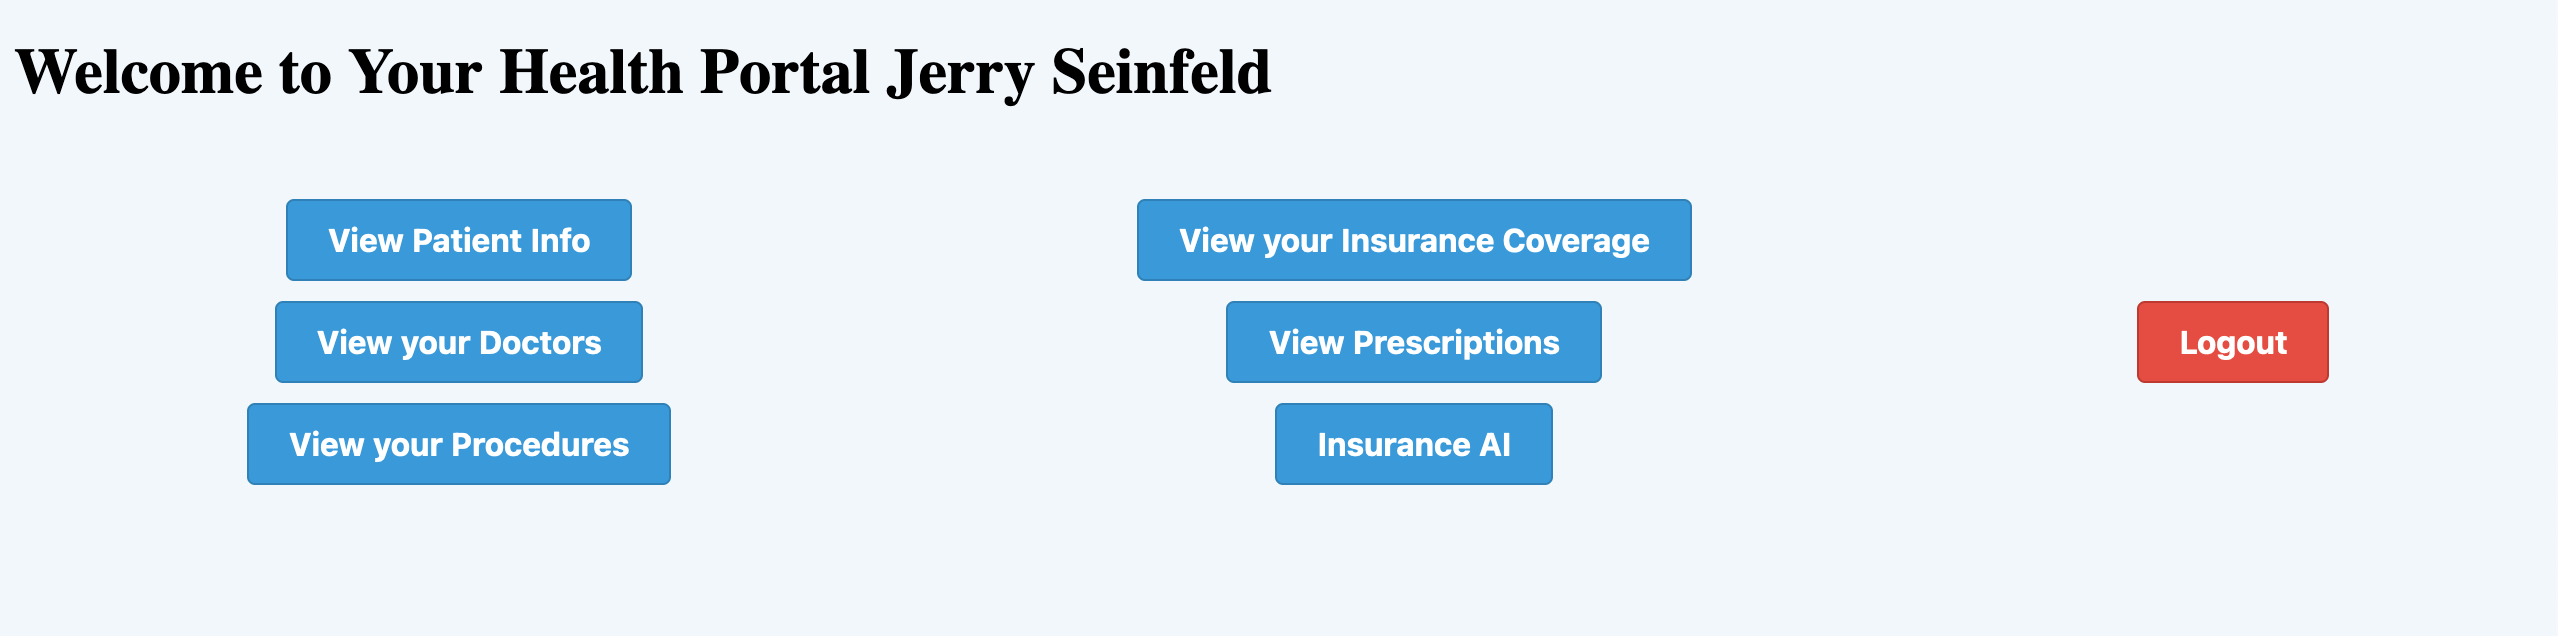 Welcome to Your Health Portal Jerry Seinfeld
View Patient Info
View your Doctors
View your Procedures
View your Insurance Coverage
View Prescriptions
Insurance AI
Logout